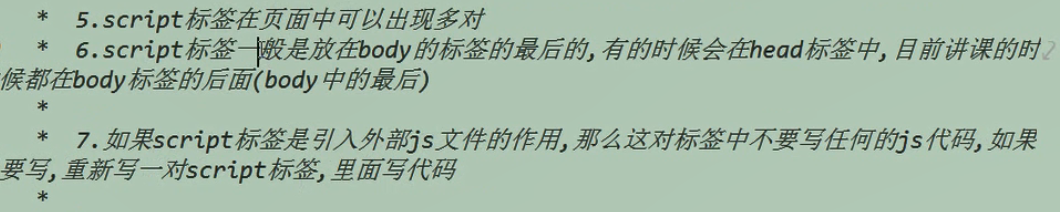 * 5.script标签在页面中可以出现多对
* 6.script标签一般是放在body的标签的最后的,有的时候会在head标签中,目前讲课的时
候都在body标签的后面(body中的最后)
*
* 7.如果script标签是引入外部js文件的作用,那么这对标签中不要写任何的js代码,如果
要写,重新写一对script标签,里面写代码
*